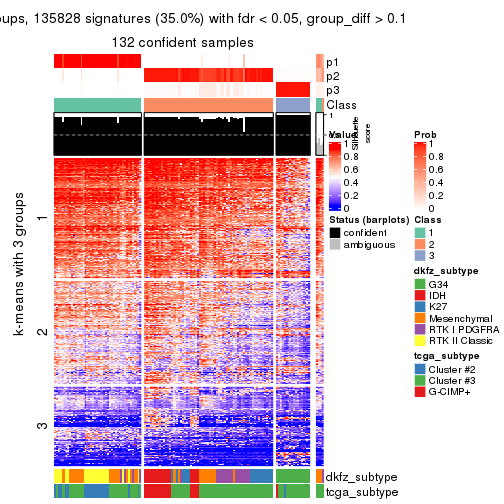 oups, 135828 signatures (35.0%) with fdr < 0.05, group_diff > 0.1
132 confident samples
p1
p2
p3
Class
1
Silhouette
score
k-means with 3 groups
1
2
3
Value
1
0.8
0.6
0.4
0.2
0
Prob
1
0.8
0.6
0.4
0.2
0
Status (barplots)
confident
ambiguous
Class
1
2
3
dkfz_subtype
G34
IDH
K27
Mesenchymal
RTK I PDGFRA
RTK II Classic
tcga_subtype
Cluster #2
Cluster #3
G-CIMP+
dkfz_subtype
tcga_subtype